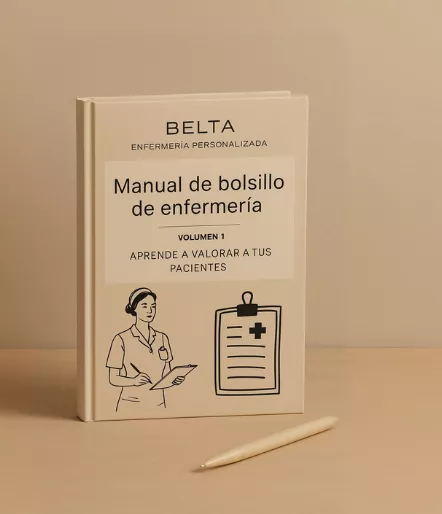 BELTA
ENFERMERÍA PERSONALIZADA
Manual de bolsillo
de enfermería
VOLUMEN 1
APRENDE A VALORAR A TUS
PACIENTES